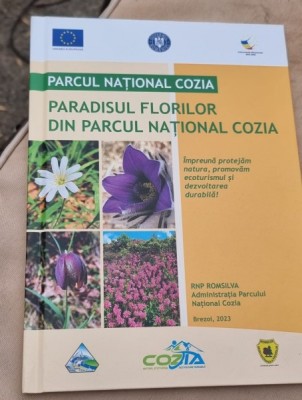 PARCUL NAȚIONAL COZIA
PARADISUL FLORILOR
DIN PARCUL NAȚIONAL COZIA
Împreună protejăm
natura, promovăm
ecoturismul și
dezvoltarea
durabilă!
RNP ROMSILVA
Administrația Parcului
Național Cozia
Brezoi, 2023
COZIA